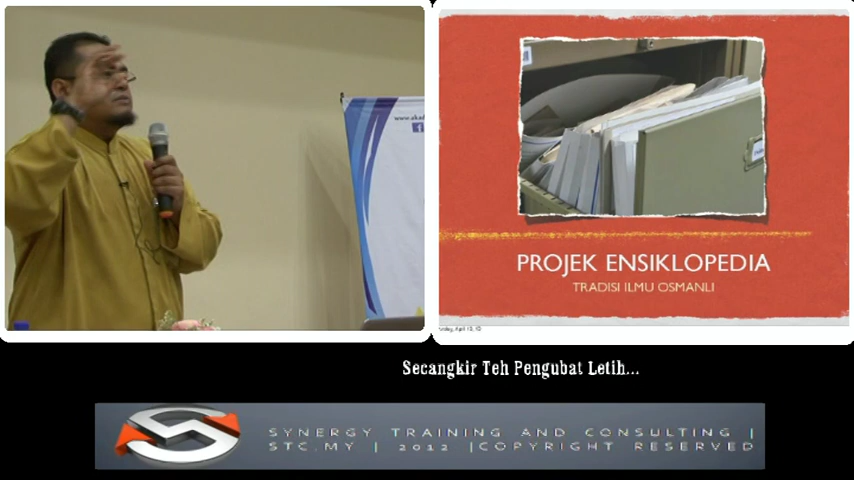 PROJEK ENSIKLOPEDIA
TRADISI ILMU OSMANLI
Secangkir Teh Pengubat Letih...
SYNERGY TRAINING AND CONSULTING |
STC.MY | 2012 |COPYRIGHT RESERVED